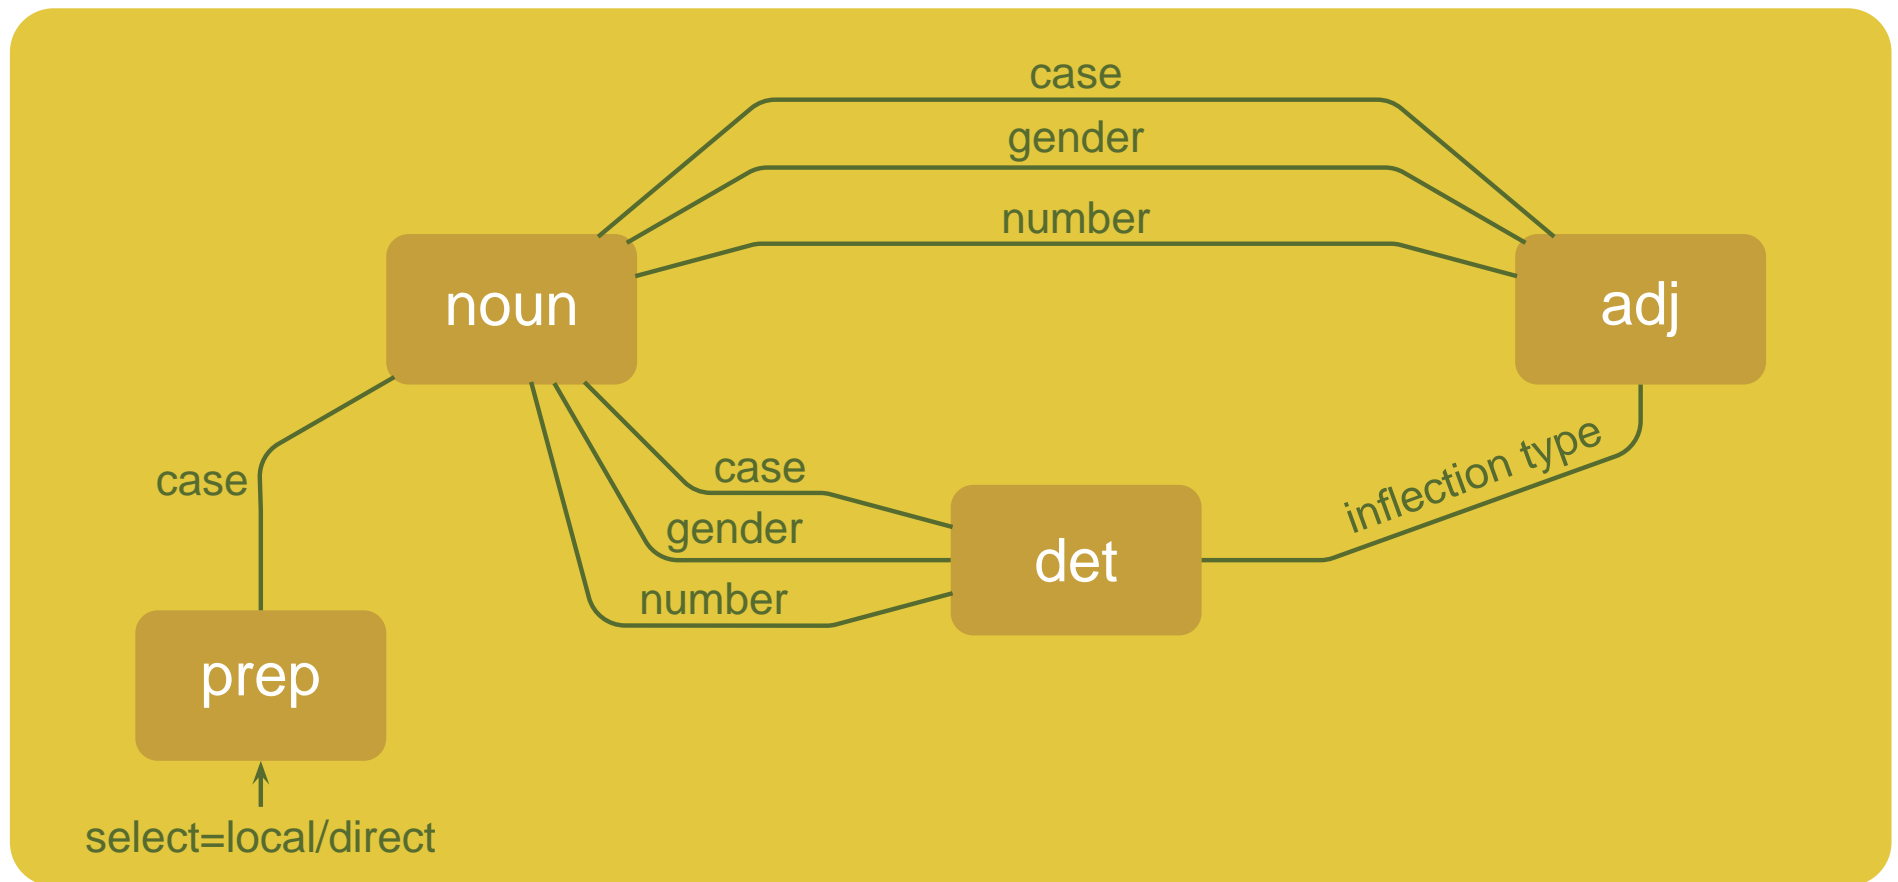 case
gender
number
noun
adj
inflection type
case
case
gender
det
number
prep
select=local/direct